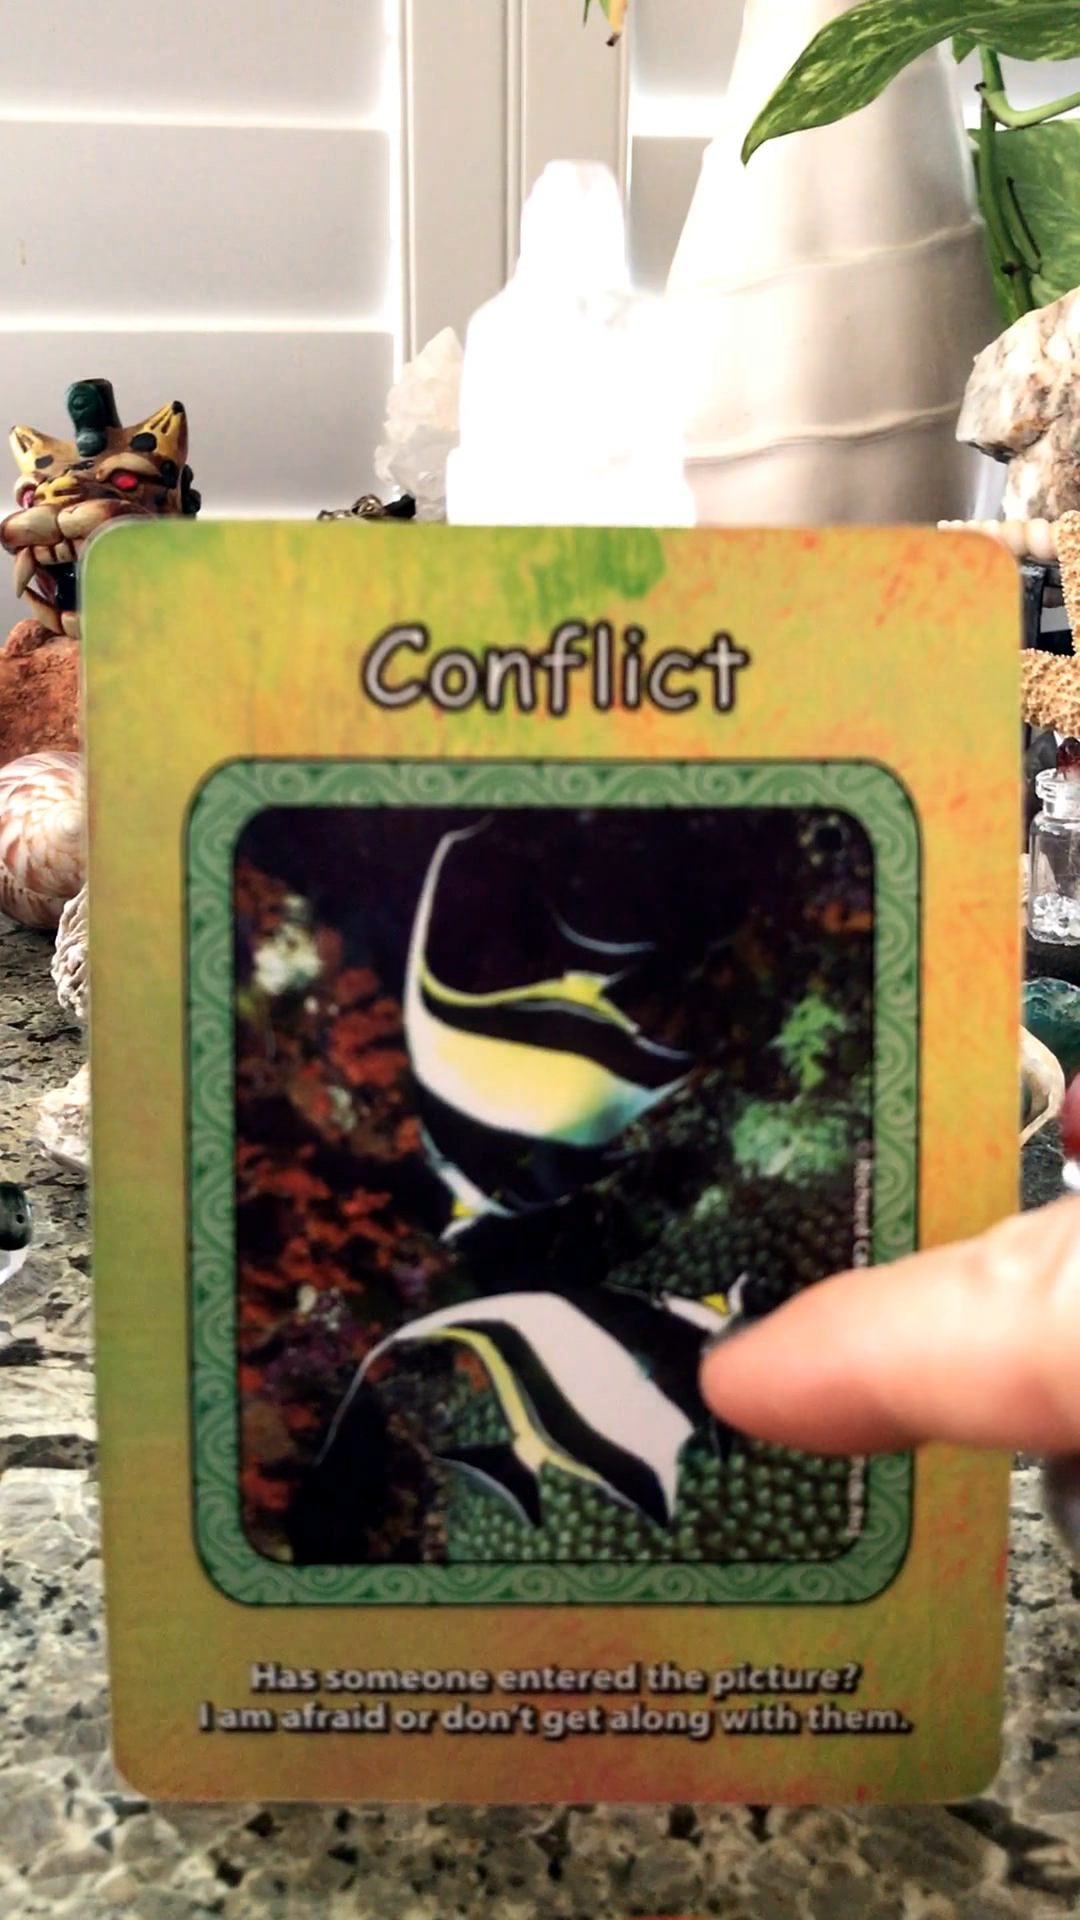 Conflict
Has someone entered the picture?
I am afraid or don't get along with them.